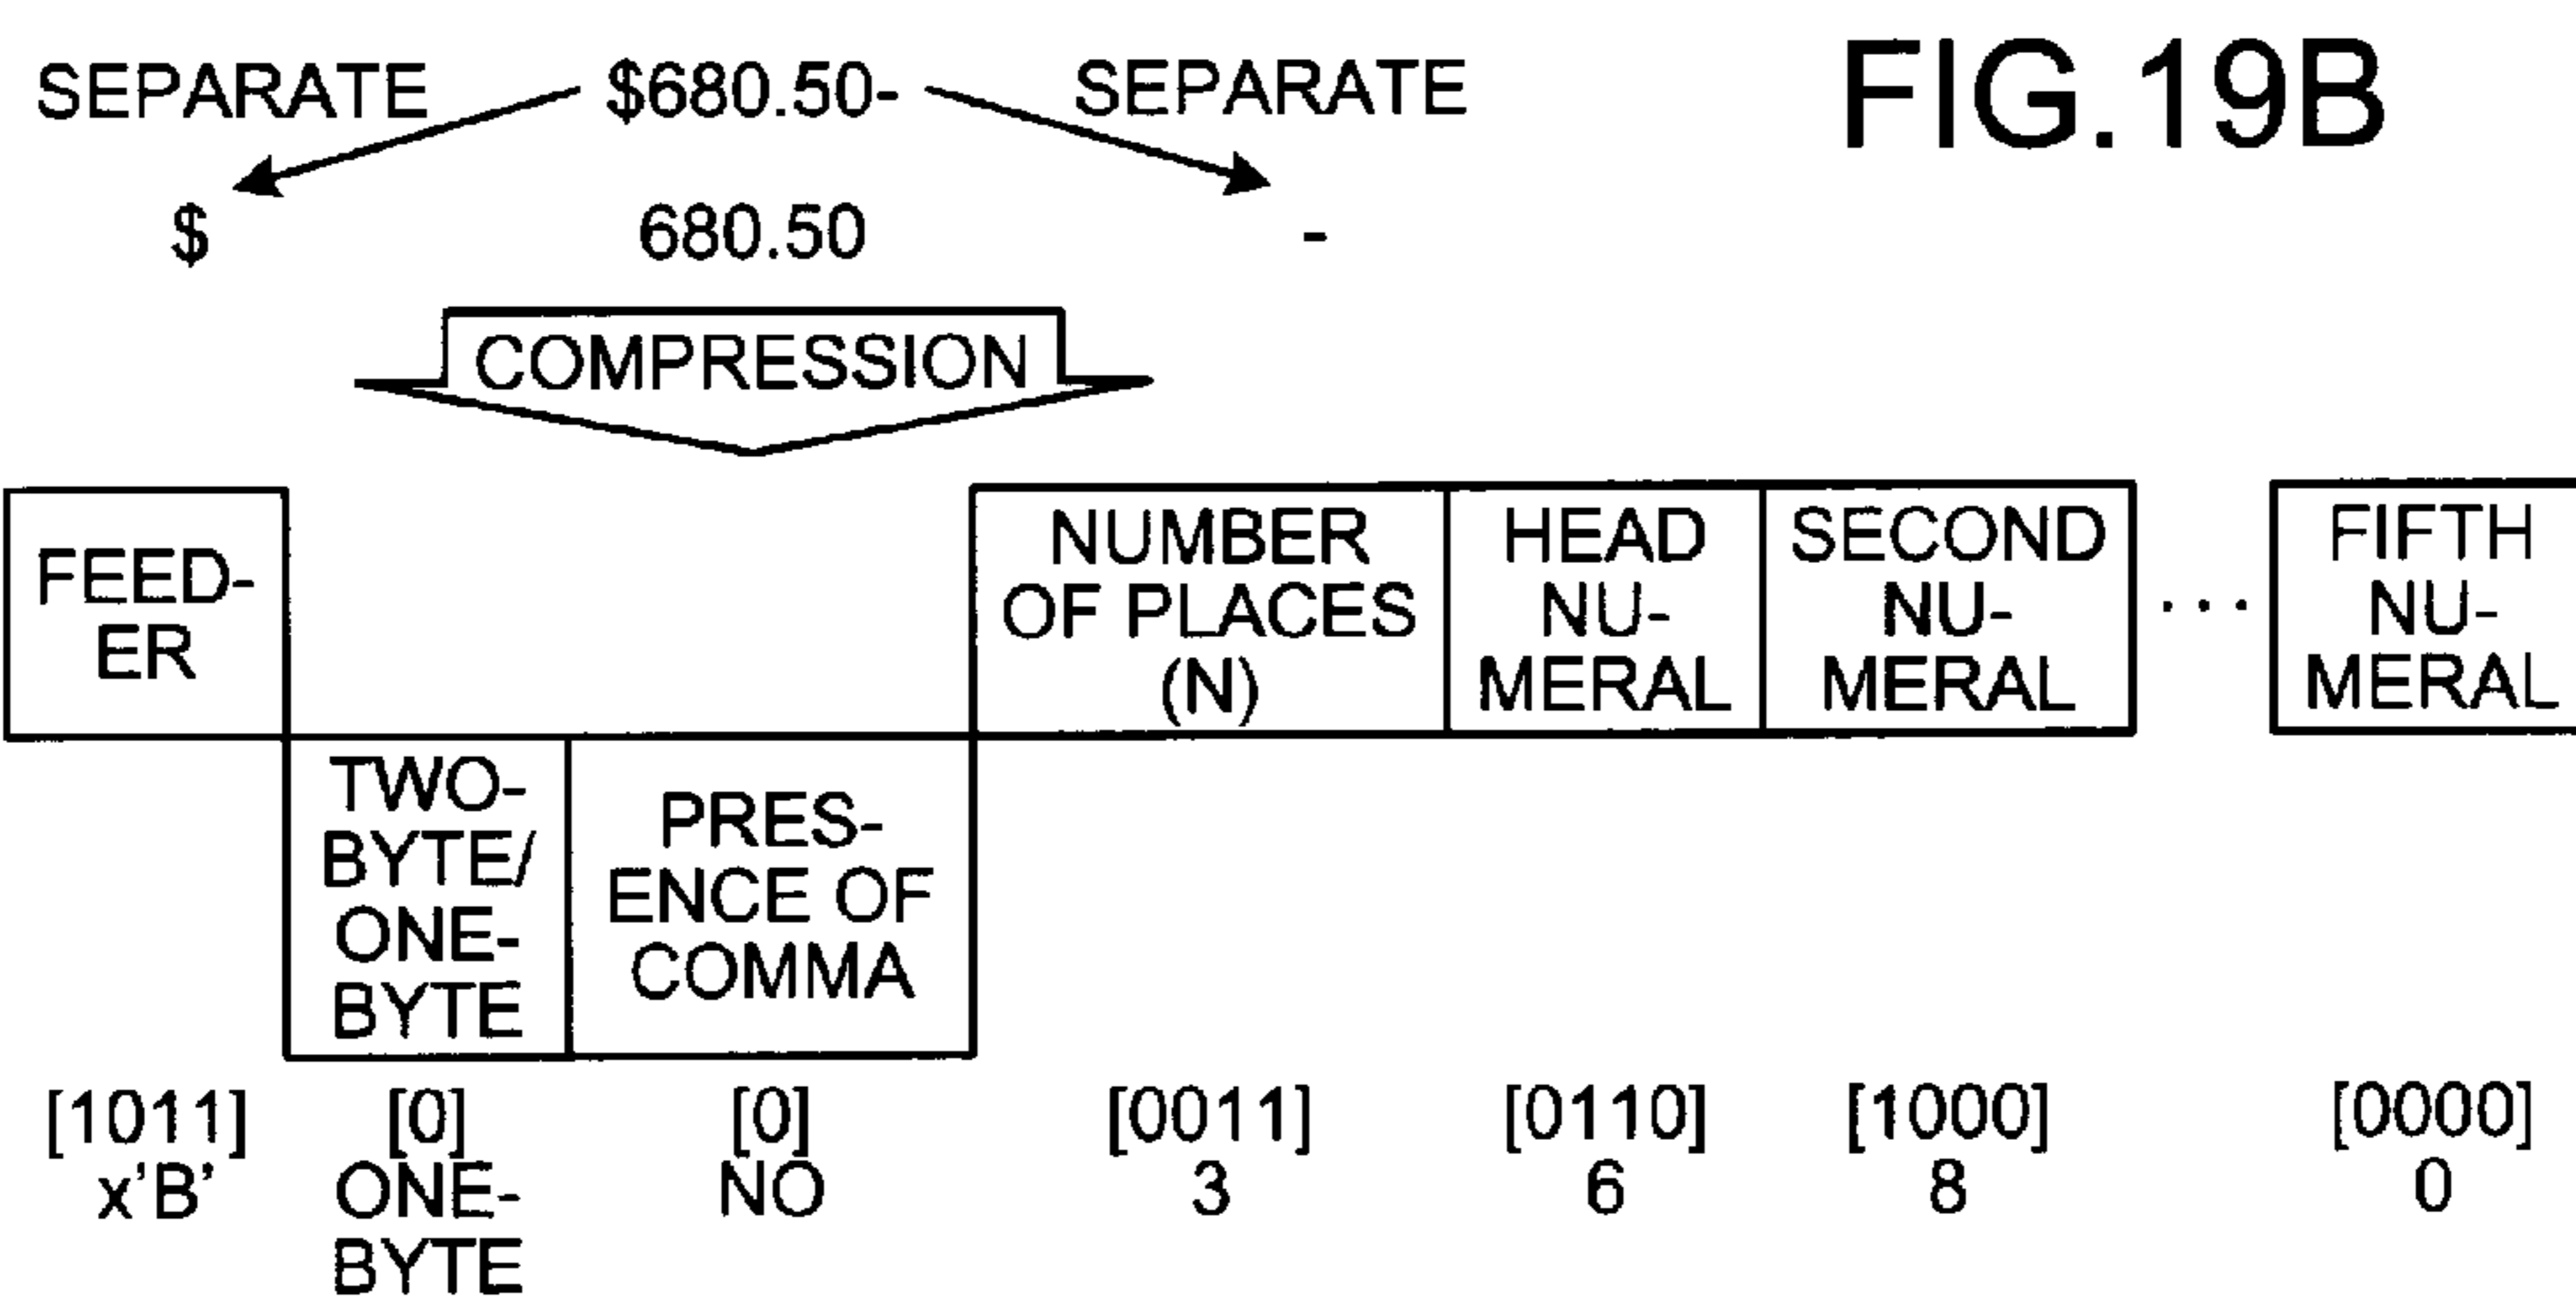 FIG.19B
SEPARATE $680.50- SEPARATE
$ 680.50 -
COMPRESSION
FEED-
ER
TWO-
BYTE/
ONE-
BYTE
PRES-
ENCE OF
COMMA
NUMBER
OF PLACES
(N)
HEAD
NU-
MERAL
SECOND
NU-
MERAL
...
FIFTH
NU-
MERAL
[1011] [0] [0] [0011] [0110] [1000] [0000]
x'B' ONE- NO 3 6 8 0
BYTE